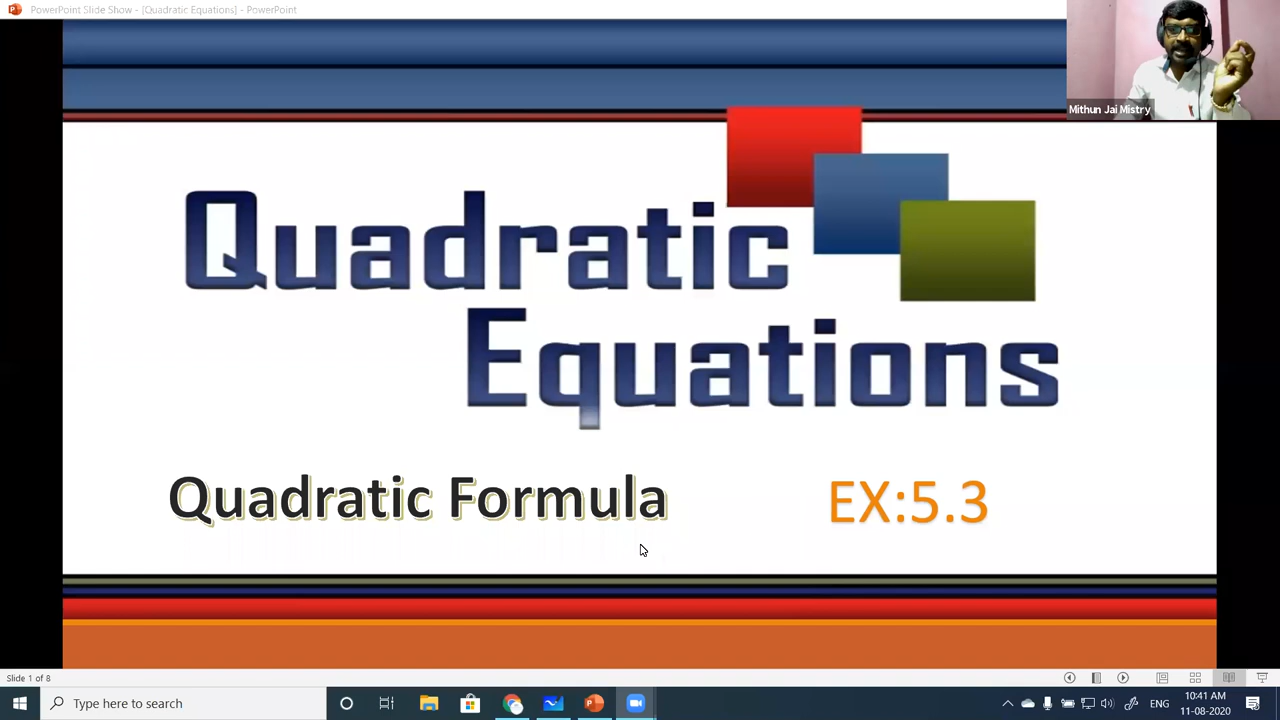 PowerPoint Slide Show - [Quadratic Equations] - PowerPoint
Mithun Jai Mistry
Quadratic
Equations
Quadratic Formula
EX:5.3
Slide 1 of 8
Type here to search
ENG
10:41 AM
11-08-2020